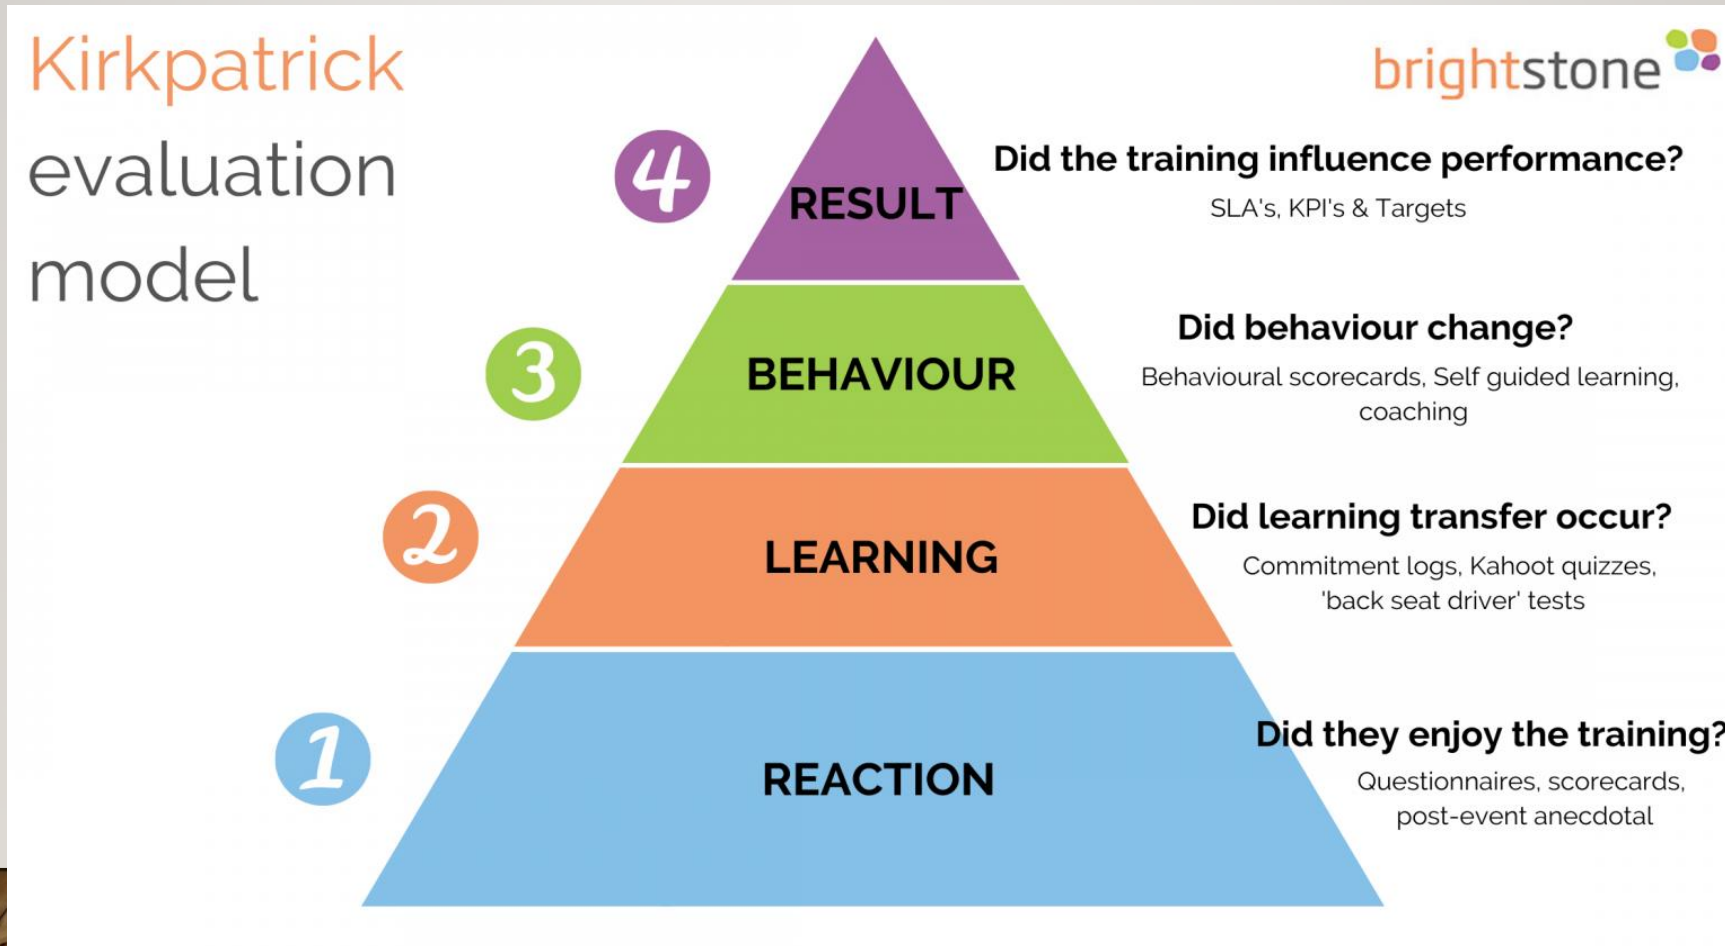 Kirkpatrick
evaluation
model
brightstone
4
RESULT
Did the training influence performance?
SLA's, KPI's & Targets
3
BEHAVIOUR
Did behaviour change?
Behavioural scorecards, Self guided learning,
coaching
2
LEARNING
Did learning transfer occur?
Commitment logs, Kahoot quizzes,
'back seat driver' tests
1
REACTION
Did they enjoy the training?
Questionnaires, scorecards,
post-event anecdotal